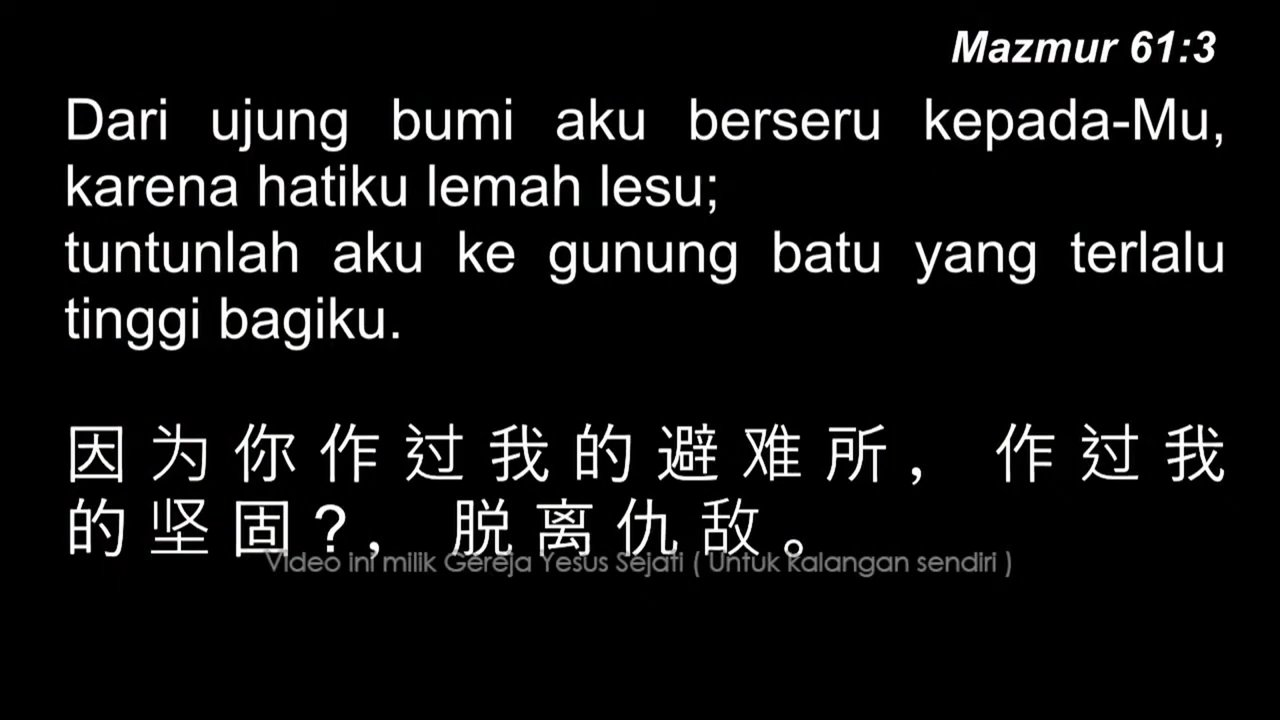 Mazmur 61:3
Dari ujung bumi aku berseru kepada-Mu,
karena hatiku lemah lesu;
tuntunlah aku ke gunung batu yang terlalu
tinggi bagiku.
因为你作过我的避难所，作过我
的坚固?，脱离仇敌。
Video ini milik Gereja Yesus Sejati ( Untuk kalangan sendiri )